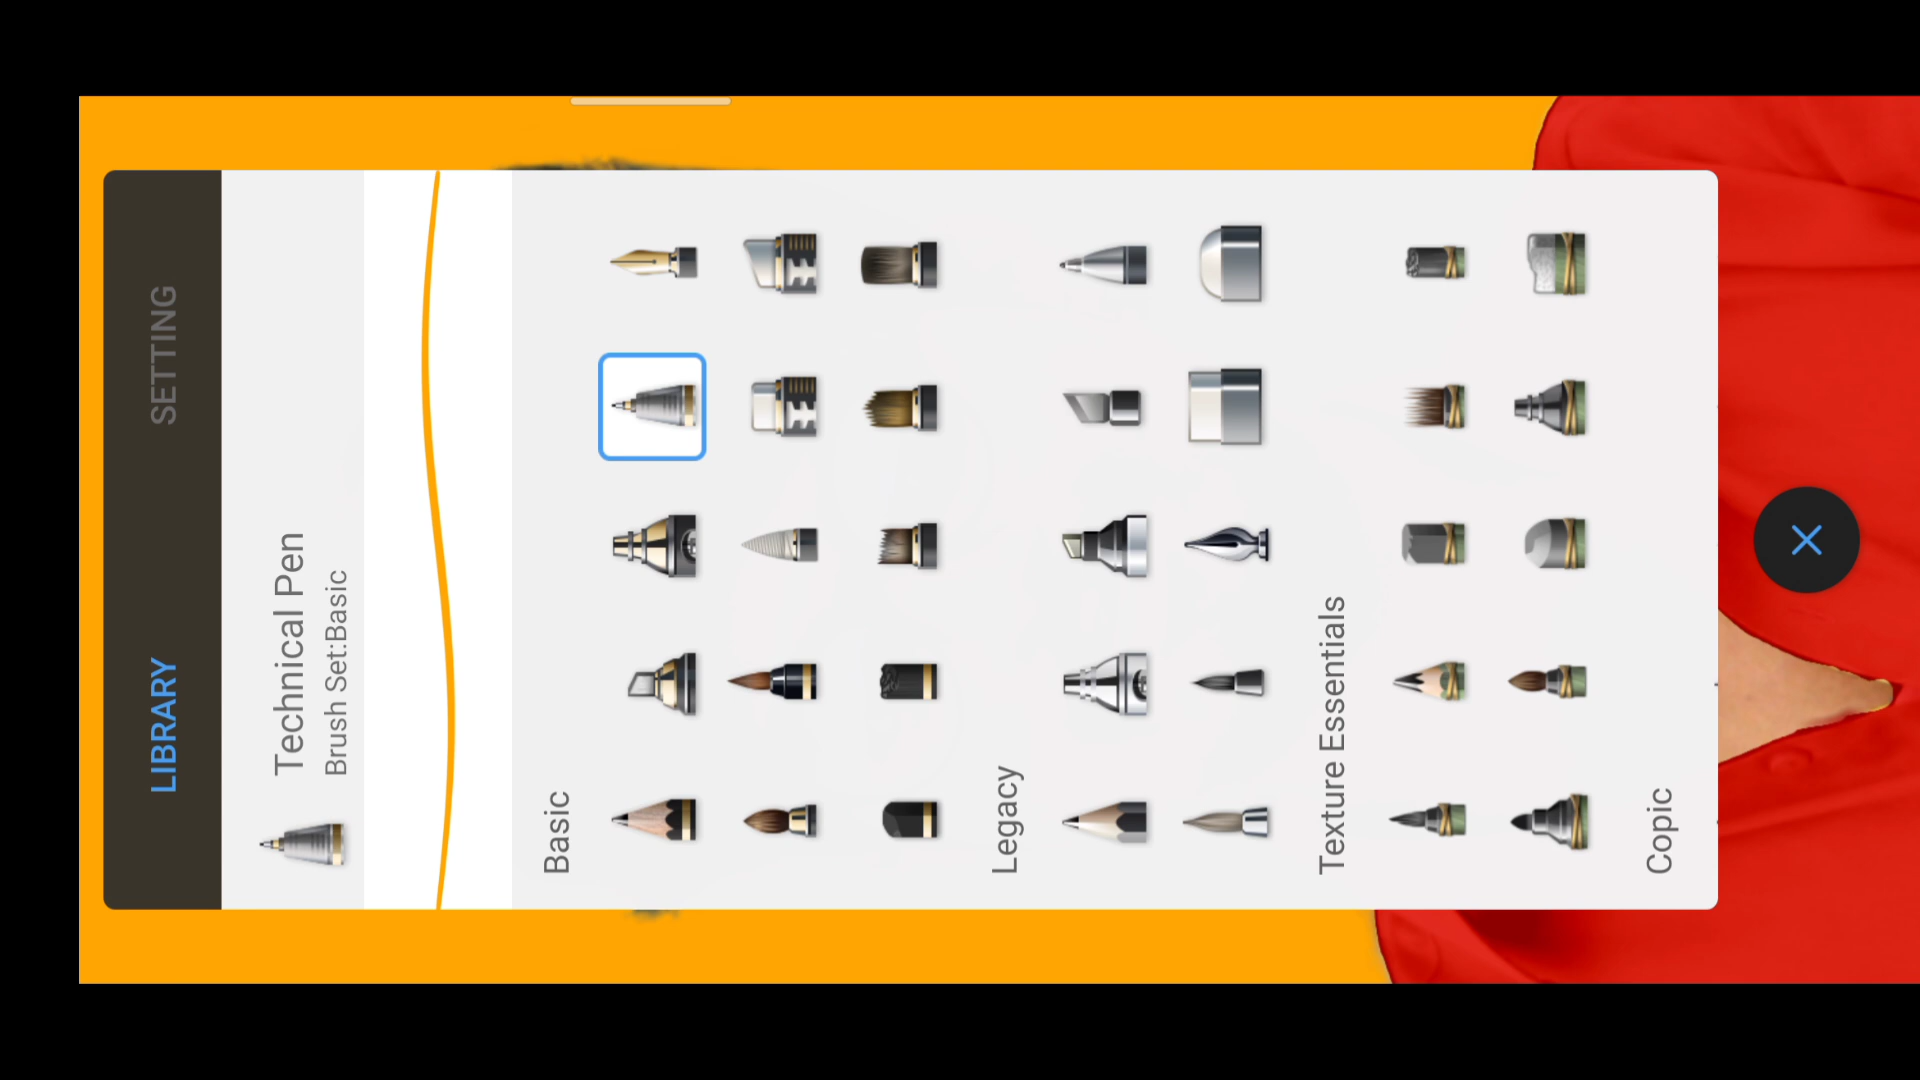 LIBRARY
SETTING
Technical Pen
Brush Set:Basic
Basic
Legacy
Texture Essentials
Copic